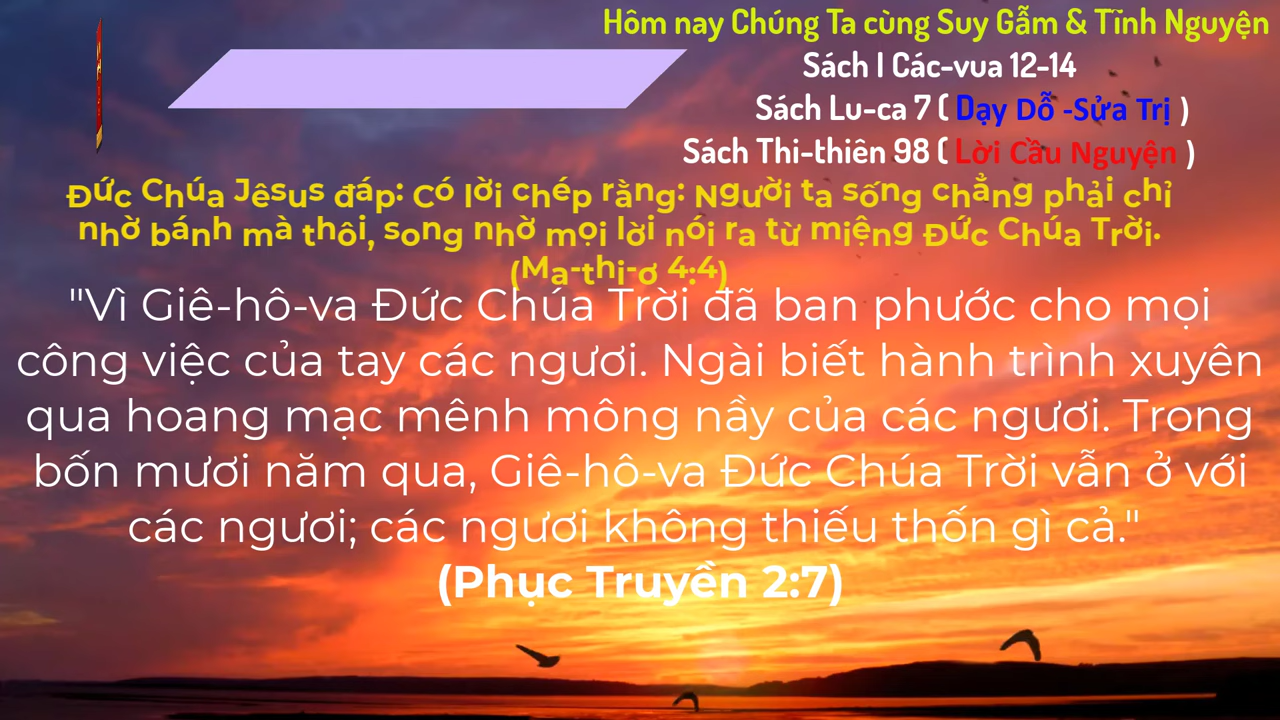 Hôm nay Chúng Ta cùng Suy Gẫm & Tĩnh Nguyện
Sách I Các-vua 12-14
Sách Lu-ca 7 ( Dạy Dỗ -Sửa Trị )
Sách Thi-thiên 98 ( Lời Cầu Nguyện )
Đức Chúa Jêsus đáp: Có lời chép rằng: Người ta sống chẳng phải chỉ
nhờ bánh mà thôi, song nhờ mọi lời nói ra từ miệng Đức Chúa Trời.
(Ma-thi-ơ 4:4)
"Vì Giê-hô-va Đức Chúa Trời đã ban phước cho mọi
công việc của tay các ngươi. Ngài biết hành trình xuyên
qua hoang mạc mênh mông nầy của các ngươi. Trong
bốn mươi năm qua, Giê-hô-va Đức Chúa Trời vẫn ở với
các ngươi; các ngươi không thiếu thốn gì cả."
(Phục Truyền 2:7)